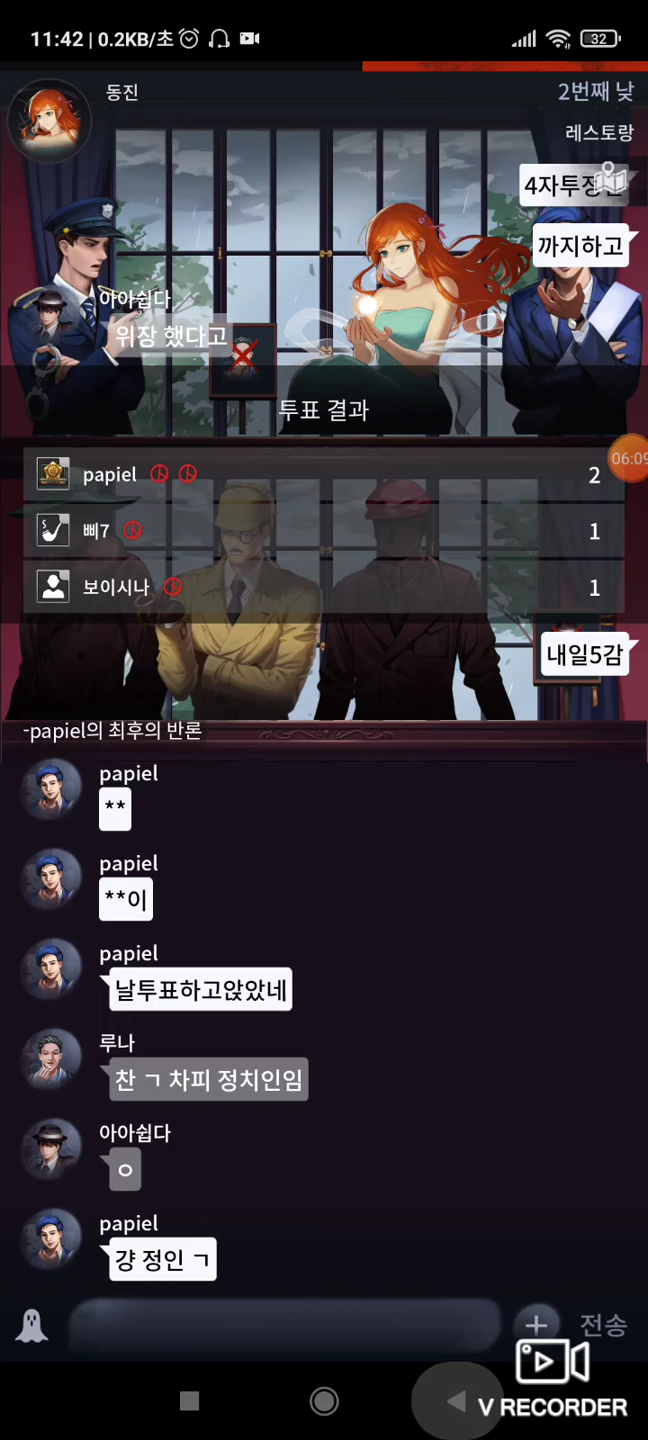 11:42 | 0.2KB/초
32
동진
2번째 낮
레스토랑
4자투정인
까지하고
아아쉽다
위장 했다고
투표 결과
papiel 2
06:09
삐7 1
보이시나 1
내일5감
-papiel의 최후의 반론
papiel
**
papiel
**이
papiel
날투표하고앉았네
루나
찬 ㄱ 차피 정치인임
아아쉽다
ㅇ
papiel
걍 정인 ㄱ
전송
V RECORDER